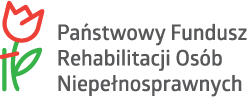 Państwowy Fundusz
Rehabilitacji Osób
Niepełnosprawnych